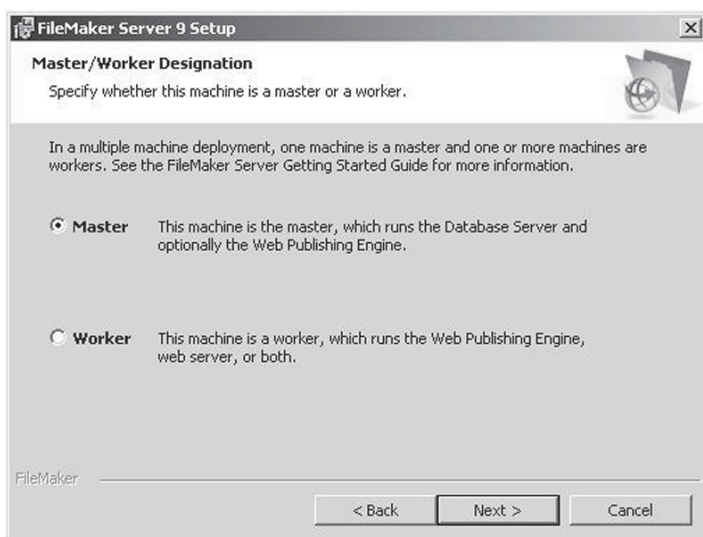 FileMaker Server 9 Setup
Master/Worker Designation
Specify whether this machine is a master or a worker.
In a multiple machine deployment, one machine is a master and one or more machines are
workers. See the FileMaker Server Getting Started Guide for more information.
Master This machine is the master, which runs the Database Server and
optionally the Web Publishing Engine.
Worker This machine is a worker, which runs the Web Publishing Engine,
web server, or both.
FileMaker
< Back Next > Cancel